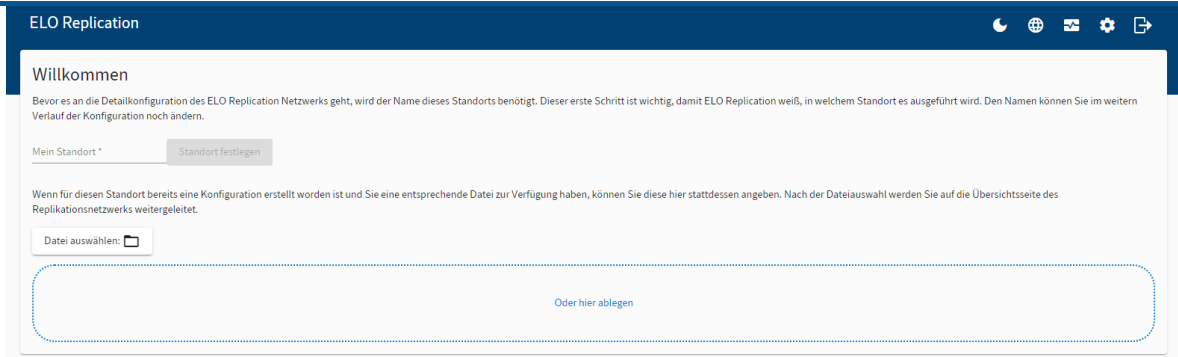 ELO Replication
Willkommen
Bevor es an die Detailkonfiguration des ELO Replication Netzwerks geht, wird der Name dieses Standorts benötigt. Dieser erste Schritt ist wichtig, damit ELO Replication weiß, in welchem Standort es ausgeführt wird. Den Namen können Sie im weitern
Verlauf der Konfiguration noch ändern.
Mein Standort * Standort festlegen
Wenn für diesen Standort bereits eine Konfiguration erstellt worden ist und Sie eine entsprechende Datei zur Verfügung haben, können Sie diese hier stattdessen angeben. Nach der Dateiauswahl werden Sie auf die Übersichtsseite des
Replikationsnetzwerks weitergeleitet.
Datei auswählen:
Oder hier ablegen